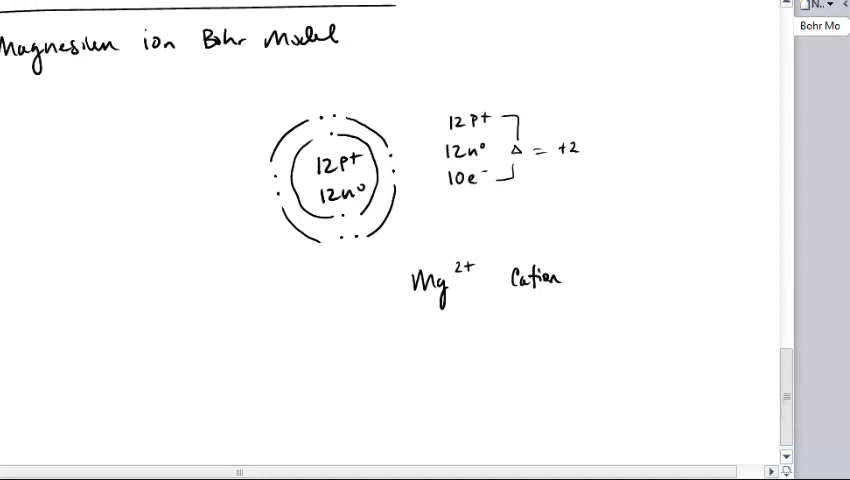 N..
Bohr Mo
Magnesium ion Bohr Model
12p+
12n°
12p+
12n° Δ = +2
10e-
Mg2+ Cation